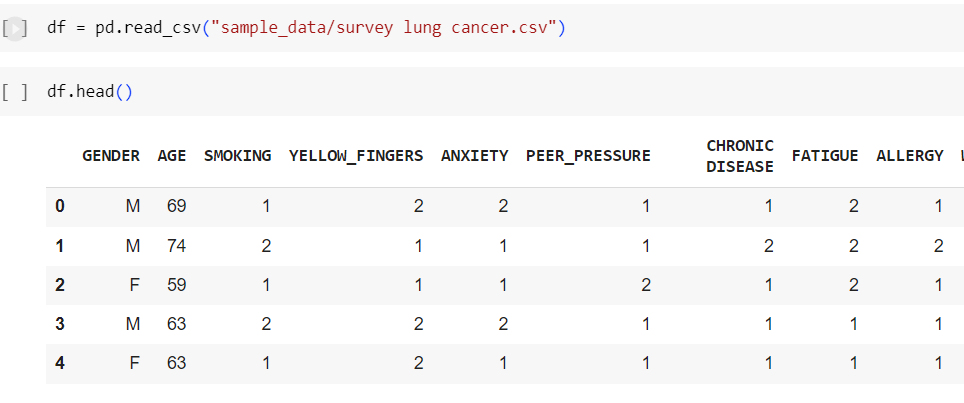 [ ] df = pd.read_csv("sample_data/survey lung cancer.csv")
[ ] df.head()
GENDER AGE SMOKING YELLOW_FINGERS ANXIETY PEER_PRESSURE CHRONIC DISEASE FATIGUE ALLERGY
0 M 69 1 2 2 1 1 2 1
1 M 74 2 1 1 1 2 2 2
2 F 59 1 1 1 2 1 2 1
3 M 63 2 2 2 1 1 1 1
4 F 63 1 2 1 1 1 1 1